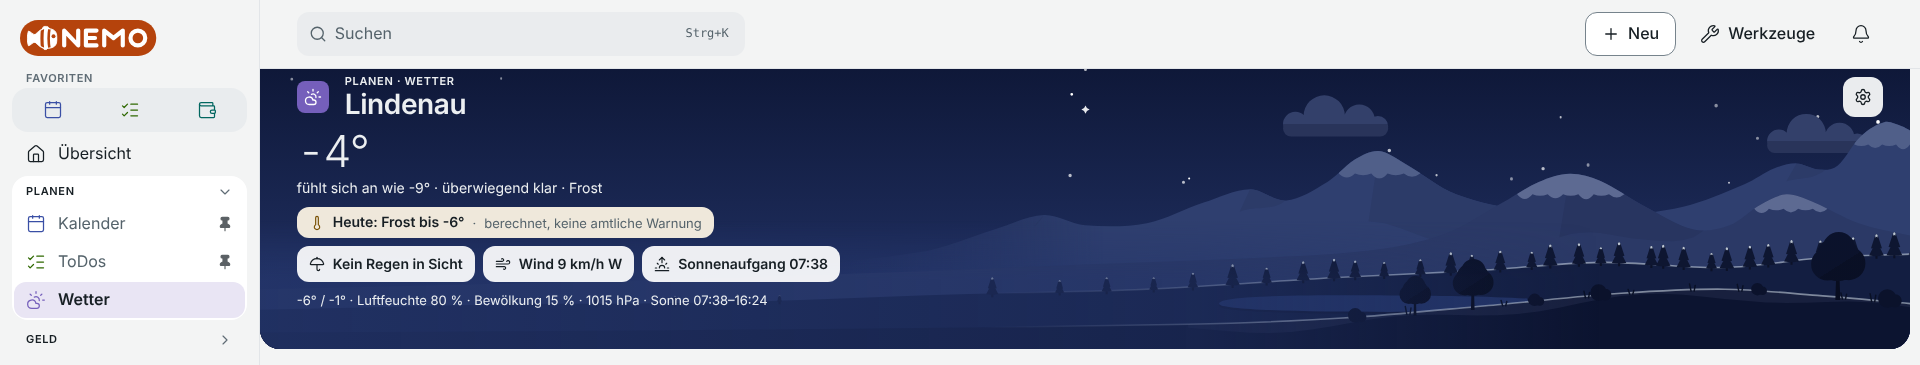 NEMO
FAVORITEN
Übersicht
PLANEN
Kalender
ToDos
Wetter
GELD
Suchen
Strg+K
Neu
Werkzeuge
PLANEN · WETTER
Lindenau
-4°
fühlt sich an wie -9° · überwiegend klar · Frost
Heute: Frost bis -6° · berechnet, keine amtliche Warnung
Kein Regen in Sicht
Wind 9 km/h W
Sonnenaufgang 07:38
-6° / -1° · Luftfeuchte 80 % · Bewölkung 15 % · 1015 hPa · Sonne 07:38–16:24